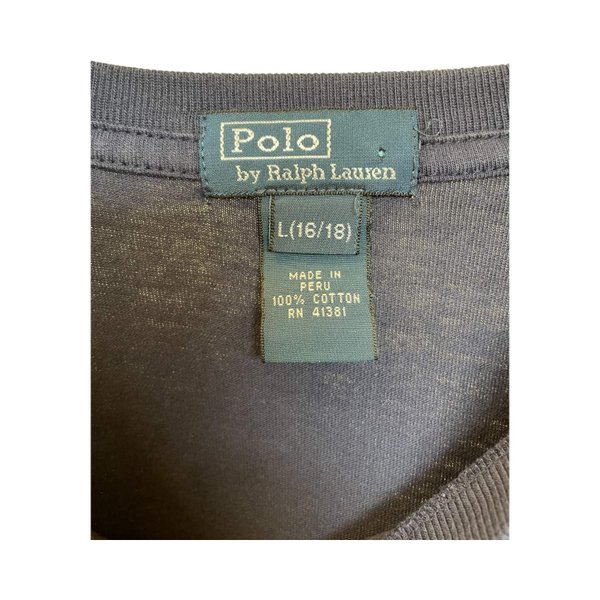 Polo
by Ralph Lauren
L(16/18)
MADE IN
PERU
100% COTTON
RN 41381